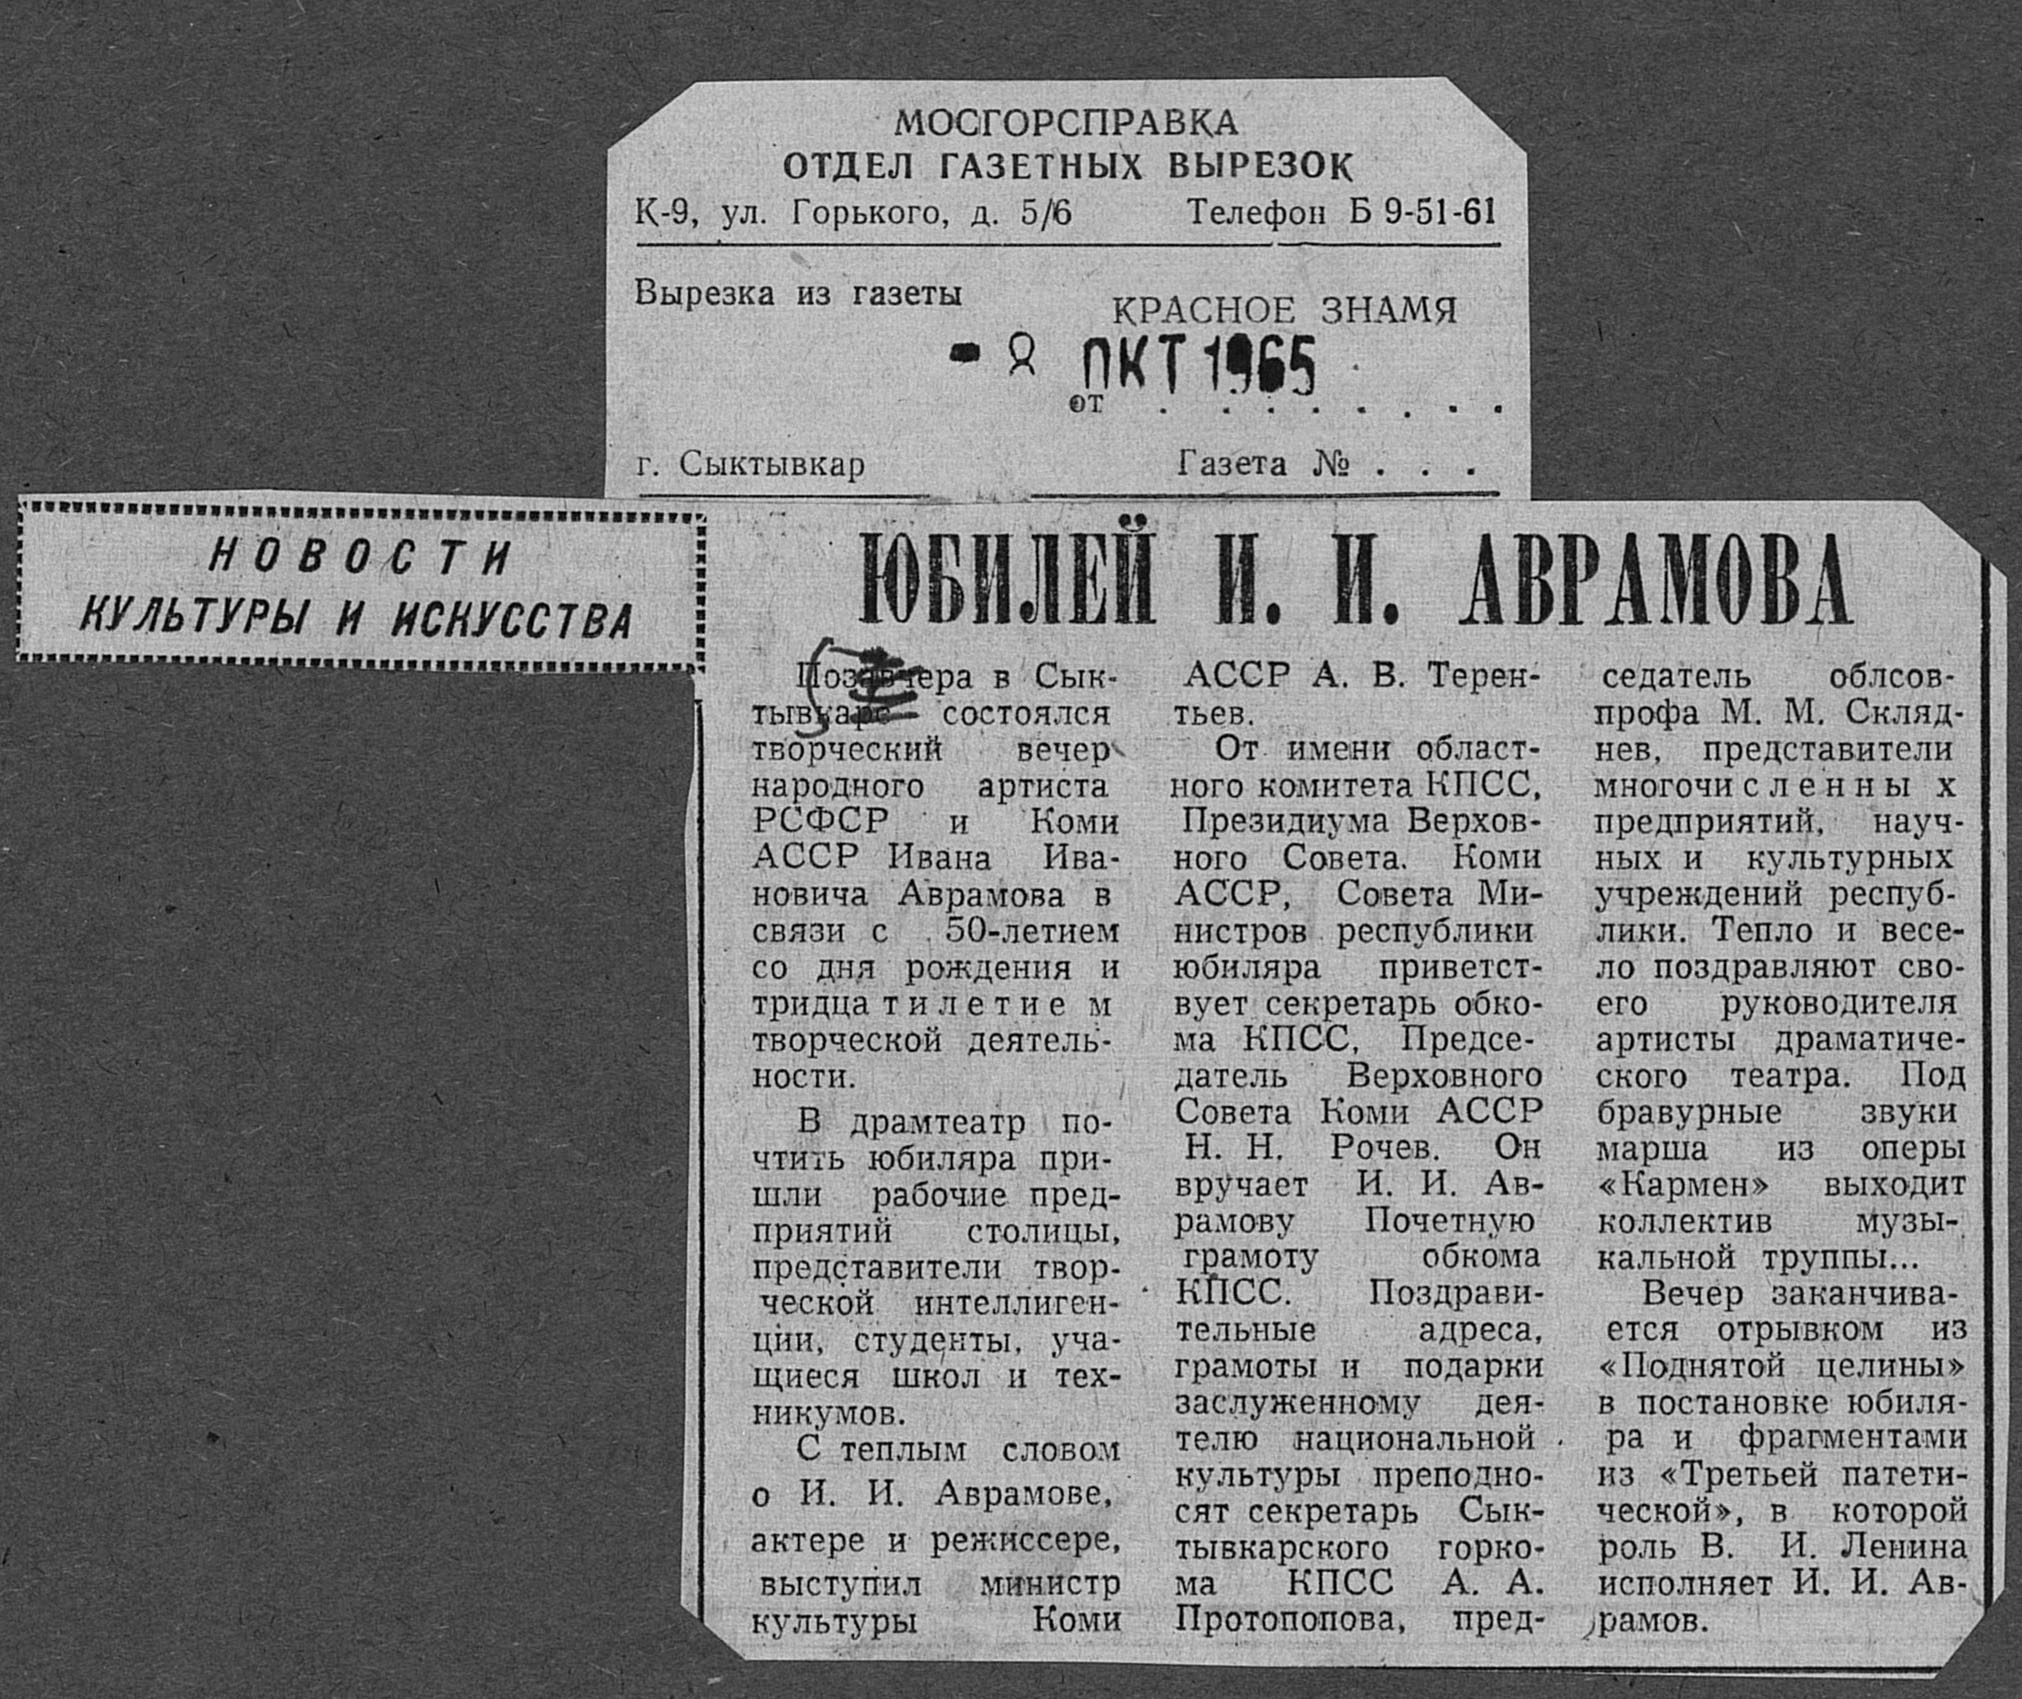 МОСГОРСПРАВКА
ОТДЕЛ ГАЗЕТНЫХ ВЫРЕЗОК
К-9, ул. Горького, д. 5/6 Телефон Б 9-51-61
Вырезка из газеты
КРАСНОЕ ЗНАМЯ
- 8 ОКТ 1965
от . . . . . . . .
г. Сыктывкар Газета № . . .
НОВОСТИ
КУЛЬТУРЫ И ИСКУССТВА
ЮБИЛЕЙ И. И. АВРАМОВА
Позавчера в Сык-
тывкаре состоялся
творческий вечер
народного артиста
РСФСР и Коми
АССР Ивана Ива-
новича Аврамова в
связи с 50-летием
со дня рождения и
тридцатилетием
творческой деятель-
ности.
В драмтеатр по-
чтить юбиляра при-
шли рабочие пред-
приятий столицы,
представители твор-
ческой интеллиген-
ции, студенты, уча-
щиеся школ и тех-
никумов.
С теплым словом
о И. И. Аврамове,
актере и режиссере,
выступил министр
культуры Коми
АССР А. В. Терен-
тьев.
От имени област-
ного комитета КПСС,
Президиума Верхов-
ного Совета. Коми
АССР, Совета Ми-
нистров республики
юбиляра приветст-
вует секретарь обко-
ма КПСС, Предсе-
датель Верховного
Совета Коми АССР
Н. Н. Рочев. Он
вручает И. И. Ав-
рамову Почетную
грамоту обкома
КПСС. Поздрави-
тельные адреса,
грамоты и подарки
заслуженному дея-
телю национальной
культуры преподно-
сят секретарь Сык-
тывкарского горко-
ма КПСС А. А.
Протопопова, пред-
седатель облсов-
профа М. М. Скляд-
нев, представители
многочисленных
предприятий, науч-
ных и культурных
учреждений респуб-
лики. Тепло и весе-
ло поздравляют сво-
его руководителя
артисты драматиче-
ского театра. Под
бравурные звуки
марша из оперы
«Кармен» выходит
коллектив музы-
кальной труппы...
Вечер заканчива-
ется отрывком из
«Поднятой целины»
в постановке юбиля-
ра и фрагментами
из «Третьей патети-
ческой», в которой
роль В. И. Ленина
исполняет И. И. Ав-
рамов.